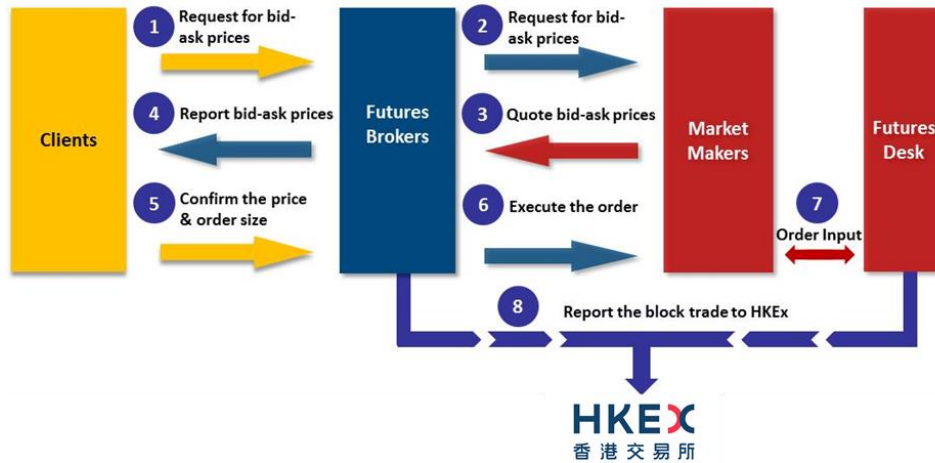 1
Request for bid-
ask prices
2
Request for bid-
ask prices
4
Report bid-ask prices
3
Quote bid-ask prices
Clients
Futures
Brokers
Market
Makers
Futures
Desk
5
Confirm the price
& order size
6
Execute the order
7
Order Input
8
Report the block trade to HKEx
HKEX
香港交易所